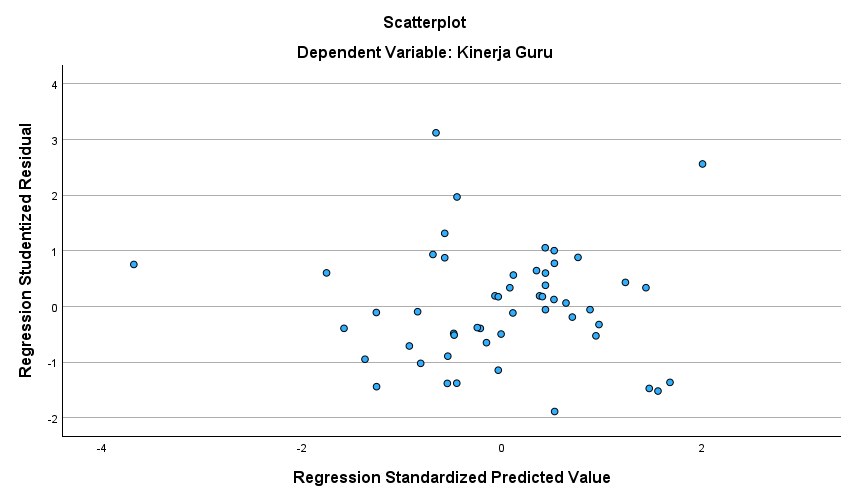 Scatterplot
Dependent Variable: Kinerja Guru
Regression Studentized Residual
4
3
2
1
0
-1
-2
-4
-2
0
2
Regression Standardized Predicted Value